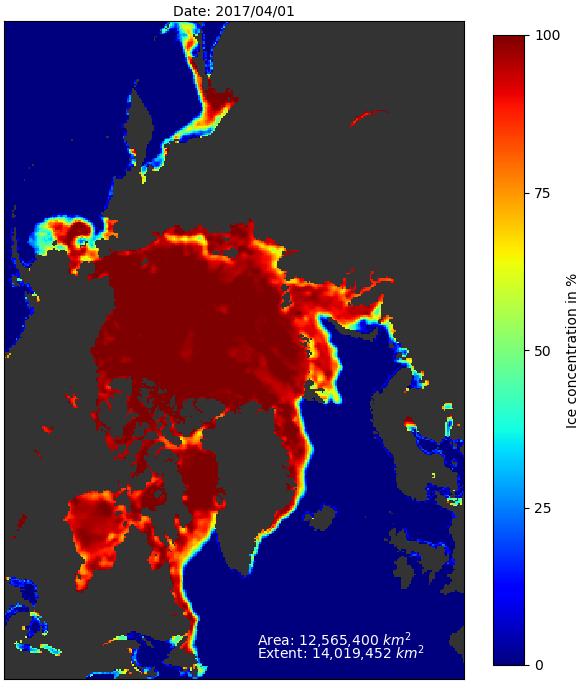 Date: 2017/04/01
100
75
50
25
0
Ice concentration in %
Area: 12,565,400 km²
Extent: 14,019,452 km²